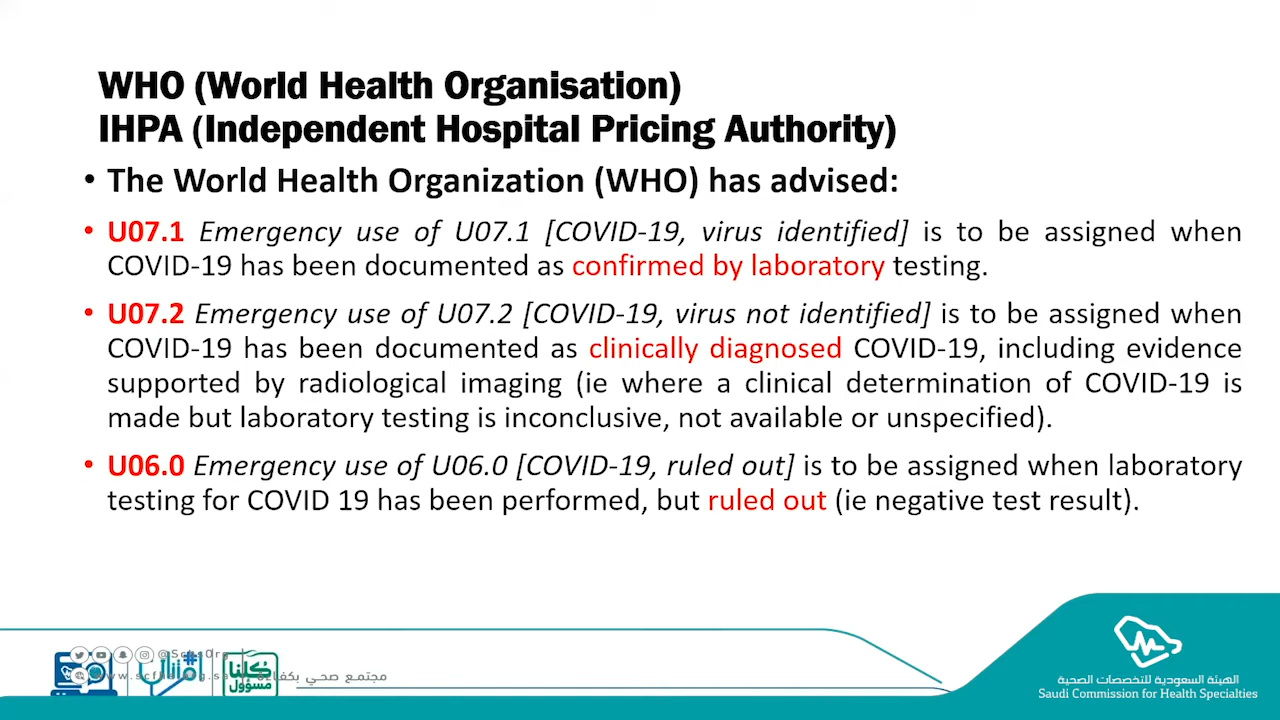 WHO (World Health Organisation)
IHPA (Independent Hospital Pricing Authority)
• The World Health Organization (WHO) has advised:
• U07.1 Emergency use of U07.1 [COVID-19, virus identified] is to be assigned when
COVID-19 has been documented as confirmed by laboratory testing.
• U07.2 Emergency use of U07.2 [COVID-19, virus not identified] is to be assigned when
COVID-19 has been documented as clinically diagnosed COVID-19, including evidence
supported by radiological imaging (ie where a clinical determination of COVID-19 is
made but laboratory testing is inconclusive, not available or unspecified).
• U06.0 Emergency use of U06.0 [COVID-19, ruled out] is to be assigned when laboratory
testing for COVID 19 has been performed, but ruled out (ie negative test result).
كلنا
مسؤول
مجتمع صحي بكفاءة
الهيئة السعودية للتخصصات الصحية
Saudi Commission for Health Specialties